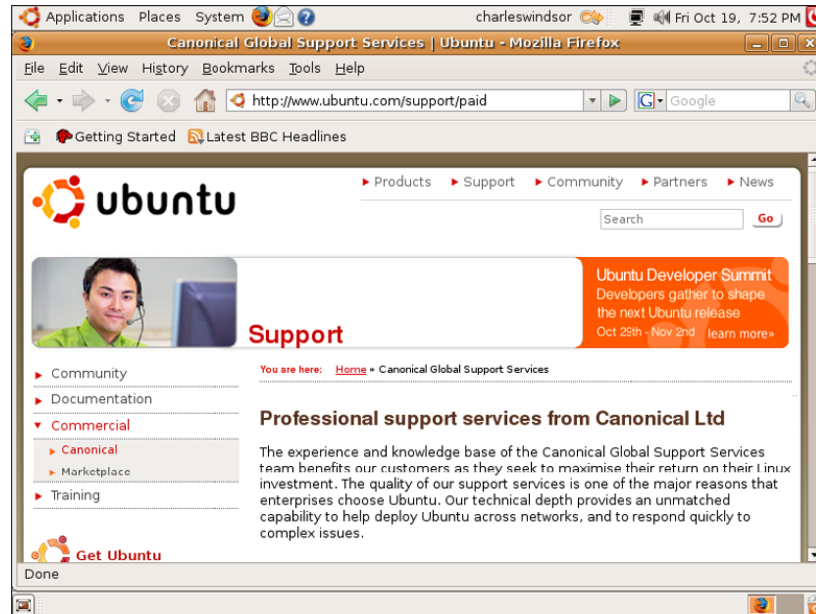 Applications Places System charleswindsor Fri Oct 19, 7:52 PM
Canonical Global Support Services | Ubuntu - Mozilla Firefox
File Edit View History Bookmarks Tools Help
http://www.ubuntu.com/support/paid G Google
Getting Started Latest BBC Headlines
ubuntu
Products Support Community Partners News
Search Go
Ubuntu Developer Summit
Developers gather to shape
the next Ubuntu release
Oct 29th - Nov 2nd learn more»
Support
Community
Documentation
Commercial
Canonical
Marketplace
Training
Get Ubuntu
You are here: Home » Canonical Global Support Services
Professional support services from Canonical Ltd
The experience and knowledge base of the Canonical Global Support Services
team benefits our customers as they seek to maximise their return on their Linux
investment. The quality of our support services is one of the major reasons that
enterprises choose Ubuntu. Our technical depth provides an unmatched
capability to help deploy Ubuntu across networks, and to respond quickly to
complex issues.
Done